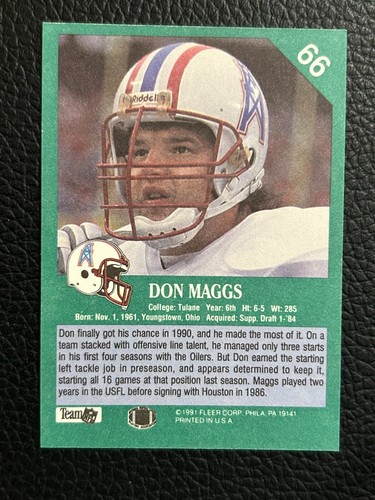 66
Riddell
DON MAGGS
College: Tulane Year: 6th Ht: 6-5 Wt: 285
Born: Nov. 1, 1961, Youngstown, Ohio Acquired: Supp. Draft 1-'84
Don finally got his chance in 1990, and he made the most of it. On a
team stacked with offensive line talent, he managed only three starts
in his first four seasons with the Oilers. But Don earned the starting
left tackle job in preseason, and appears determined to keep it,
starting all 16 games at that position last season. Maggs played two
years in the USFL before signing with Houston in 1986.
Team NFL
©1991 FLEER CORP. PHILA, PA 19141
PRINTED IN U.S.A.